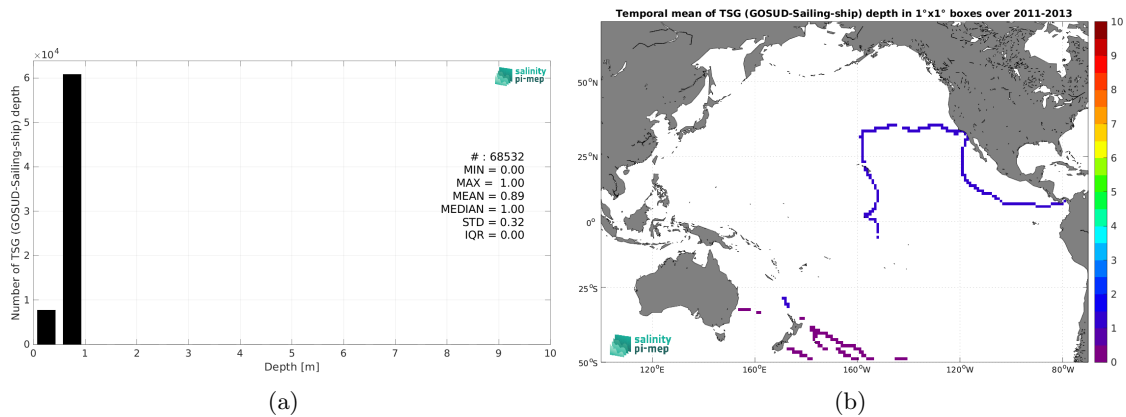 ×10⁴
6
5
4
3
2
1
0
Number of TSG (GOSUD-Sailing-ship) depth
salinity
pi-mep
# : 68532
MIN = 0.00
MAX = 1.00
MEAN = 0.89
MEDIAN = 1.00
STD = 0.32
IQR = 0.00
0 1 2 3 4 5 6 7 8 9 10
Depth [m]
(a)
Temporal mean of TSG (GOSUD-Sailing-ship) depth in 1°x1° boxes over 2011-2013
50°N
25°N
0°
25°S
50°S
salinity
pi-mep
120°E 160°E 160°W 120°W 80°W
10
9
8
7
6
5
4
3
2
1
0
(b)